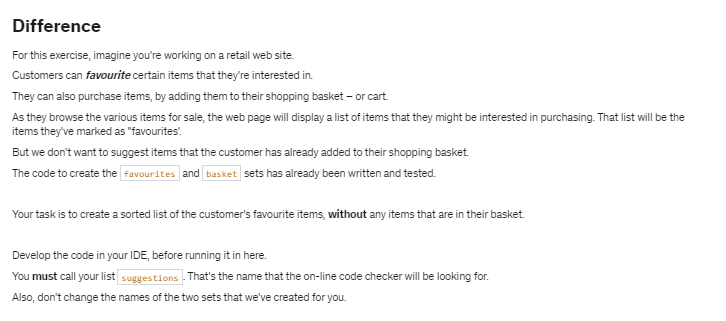 Difference
For this exercise, imagine you're working on a retail web site.
Customers can favourite certain items that they're interested in.
They can also purchase items, by adding them to their shopping basket – or cart.
As they browse the various items for sale, the web page will display a list of items that they might be interested in purchasing. That list will be the
items they've marked as "favourites'.
But we don't want to suggest items that the customer has already added to their shopping basket.
The code to create the favourites and basket sets has already been written and tested.
Your task is to create a sorted list of the customer's favourite items, without any items that are in their basket.
Develop the code in your IDE, before running it in here.
You must call your list suggestions. That's the name that the on-line code checker will be looking for.
Also, don't change the names of the two sets that we've created for you.